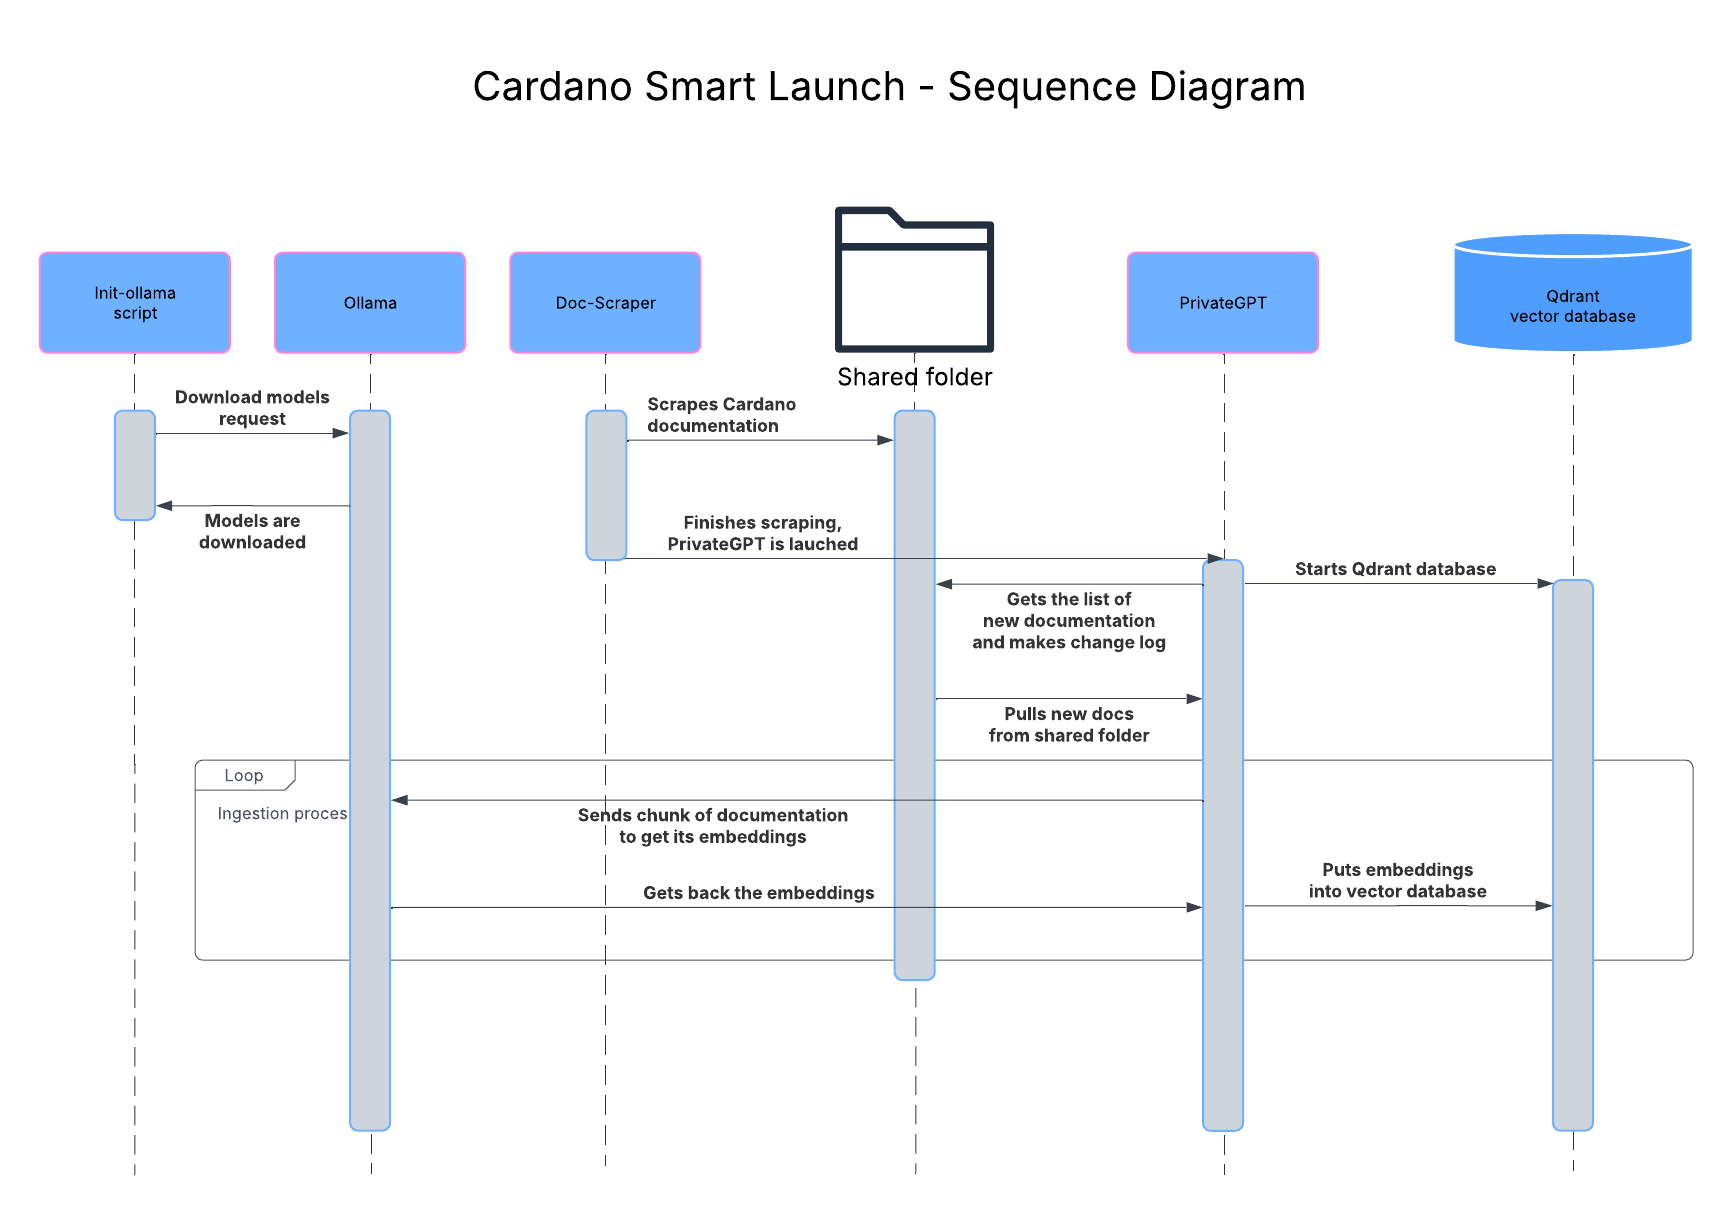 Cardano Smart Launch - Sequence Diagram
Init-ollama
script
Ollama
Doc-Scraper
Shared folder
PrivateGPT
Qdrant
vector database
Download models
request
Scrapes Cardano
documentation
Models are
downloaded
Finishes scraping,
PrivateGPT is lauched
Starts Qdrant database
Gets the list of
new documentation
and makes change log
Pulls new docs
from shared folder
Loop
Ingestion proces
Sends chunk of documentation
to get its embeddings
Gets back the embeddings
Puts embeddings
into vector database